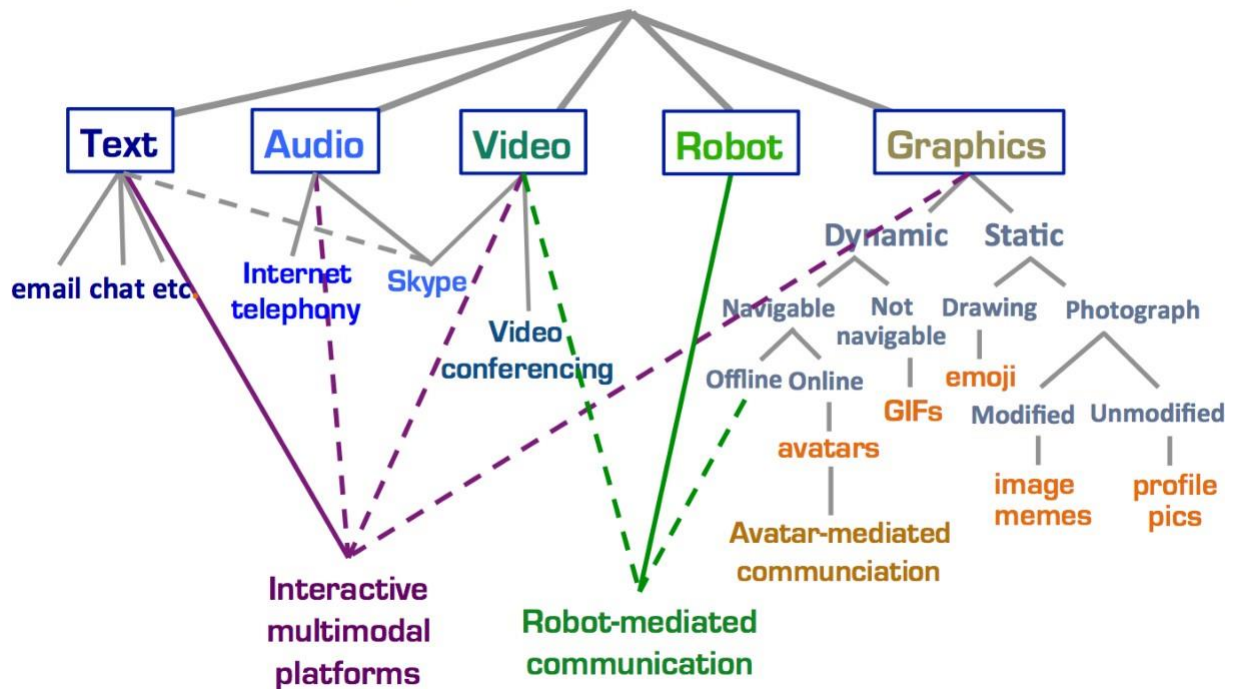 Text
Audio
Video
Robot
Graphics
Dynamic
Static
email chat etc.
Internet
telephony
Skype
Video
conferencing
Navigable
Not
navigable
Drawing
Photograph
Offline
Online
GIFs
emoji
Modified
Unmodified
avatars
image
memes
profile
pics
Avatar-mediated
communciation
Interactive
multimodal
platforms
Robot-mediated
communication